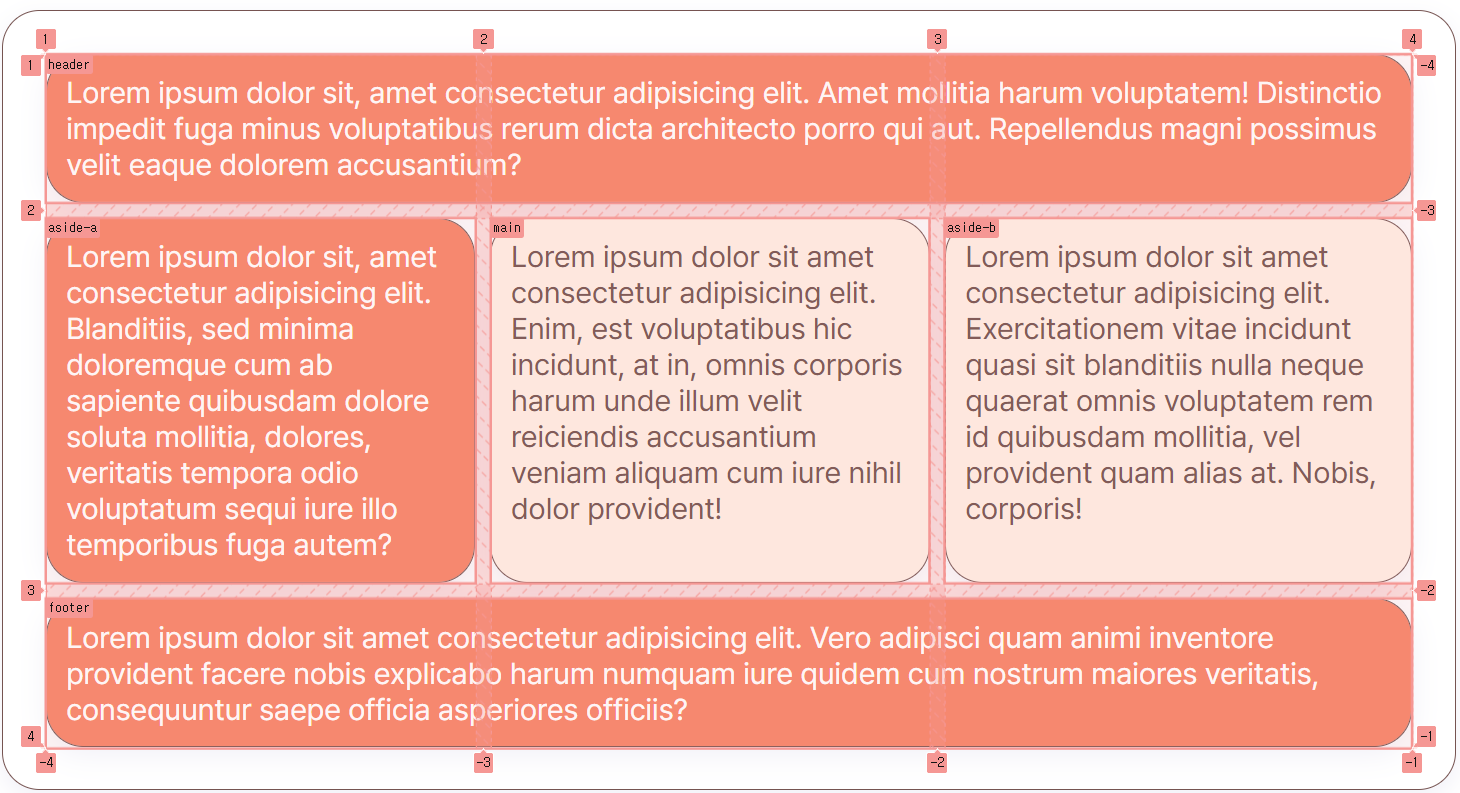 1 2 3 4
1 header -4
Lorem ipsum dolor sit, amet consectetur adipisicing elit. Amet mollitia harum voluptatem! Distinctio
impedit fuga minus voluptatibus rerum dicta architecto porro qui aut. Repellendus magni possimus
velit eaque dolorem accusantium?
2 -3
aside-a
Lorem ipsum dolor sit, amet
consectetur adipisicing elit.
Blanditiis, sed minima
doloremque cum ab
sapiente quibusdam dolore
soluta mollitia, dolores,
veritatis tempora odio
voluptatum sequi iure illo
temporibus fuga autem?
main
Lorem ipsum dolor sit amet
consectetur adipisicing elit.
Enim, est voluptatibus hic
incidunt, at in, omnis corporis
harum unde illum velit
reiciendis accusantium
veniam aliquam cum iure nihil
dolor provident!
aside-b
Lorem ipsum dolor sit amet
consectetur adipisicing elit.
Exercitationem vitae incidunt
quasi sit blanditiis nulla neque
quaerat omnis voluptatem rem
id quibusdam mollitia, vel
provident quam alias at. Nobis,
corporis!
3 -2
footer
Lorem ipsum dolor sit amet consectetur adipisicing elit. Vero adipisci quam animi inventore
provident facere nobis explicabo harum numquam iure quidem cum nostrum maiores veritatis,
consequuntur saepe officia asperiores officiis?
4 -1
-4 -3 -2 -1